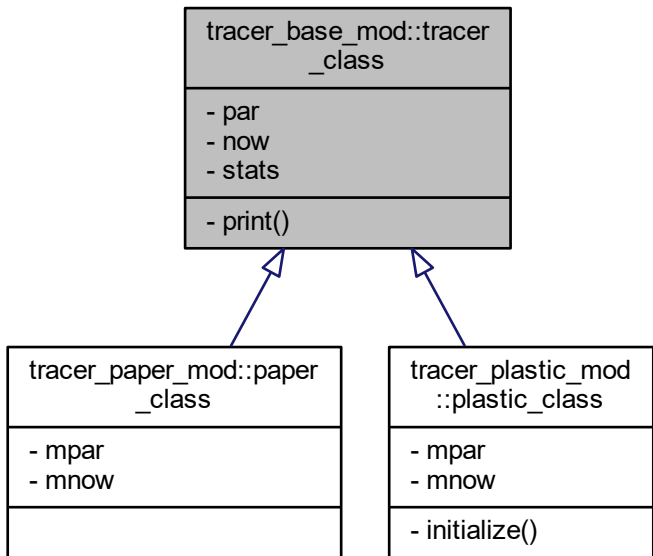 tracer_base_mod::tracer
_class
- par
- now
- stats
- print()
tracer_paper_mod::paper
_class
- mpar
- mnow
tracer_plastic_mod
::plastic_class
- mpar
- mnow
- initialize()